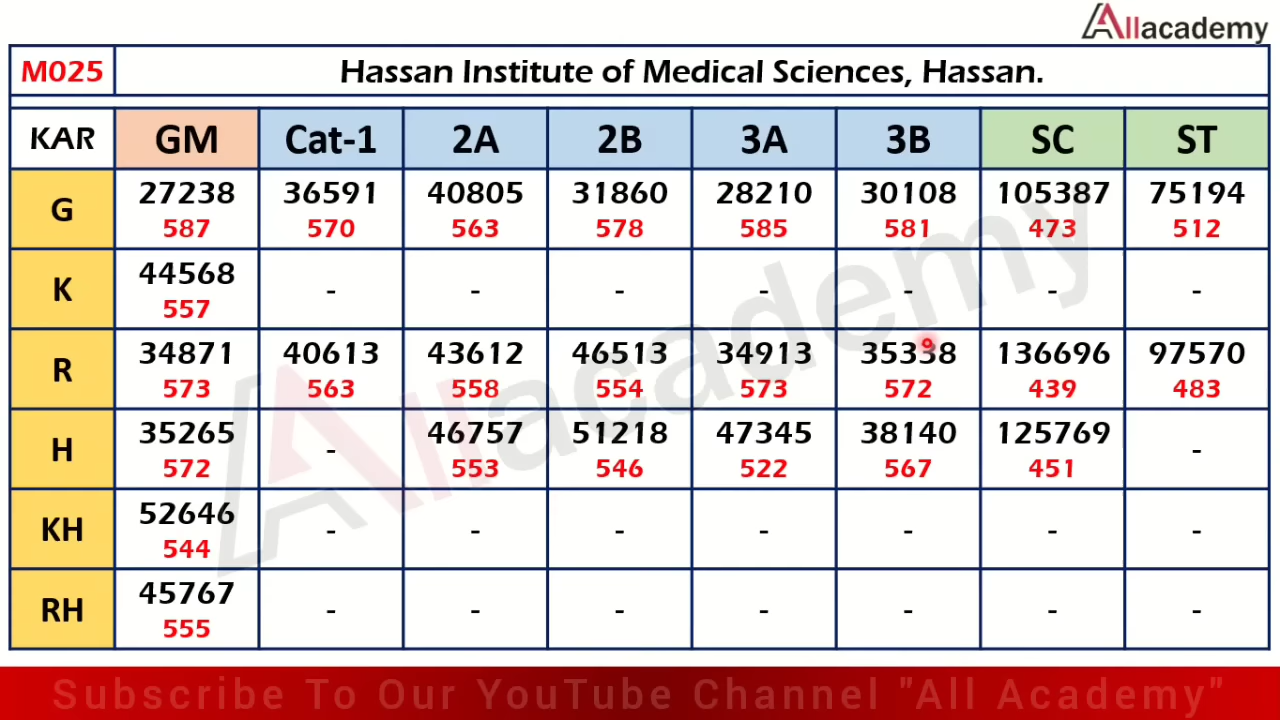 Allacademy
M025 Hassan Institute of Medical Sciences, Hassan.
KAR GM Cat-1 2A 2B 3A 3B SC ST
G 27238 36591 40805 31860 28210 30108 105387 75194
587 570 563 578 585 581 473 512
K 44568 - - - - - - -
557
R 34871 40613 43612 46513 34913 35338 136696 97570
573 563 558 554 573 572 439 483
H 35265 - 46757 51218 47345 38140 125769 -
572 553 546 522 567 451
KH 52646 - - - - - - -
544
RH 45767 - - - - - - -
555
Allacademy
Subscribe To Our YouTube Channel "All Academy"